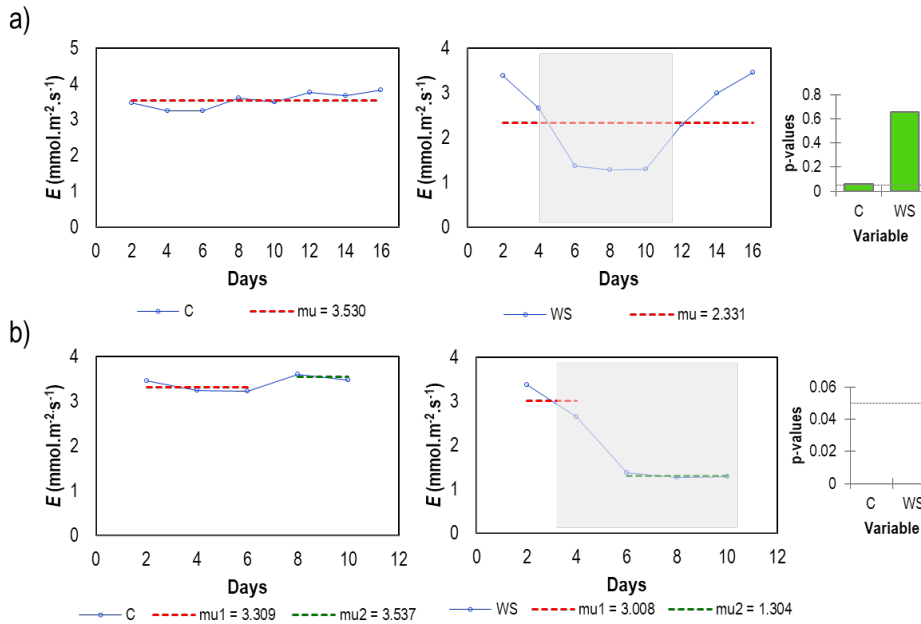 a)
E (mmol.m-2.s-1)
5
4
3
2
1
0
0 2 4 6 8 10 12 14 16
Days
C mu = 3.530
E (mmol.m-2.s-1)
4
3
2
1
0
0 2 4 6 8 10 12 14 16
Days
WS mu = 2.331
p-values
0.8
0.6
0.4
0.2
0
C WS
Variable
b)
E (mmol.m-2·s-1)
4
3
2
1
0
0 2 4 6 8 10 12
Days
C mu1 = 3.309 mu2 = 3.537
E (mmol.m-2.s-1)
4
3
2
1
0
0 2 4 6 8 10 12
Days
WS mu1 = 3.008 mu2 = 1.304
p-values
0.06
0.04
0.02
0
C WS
Variable